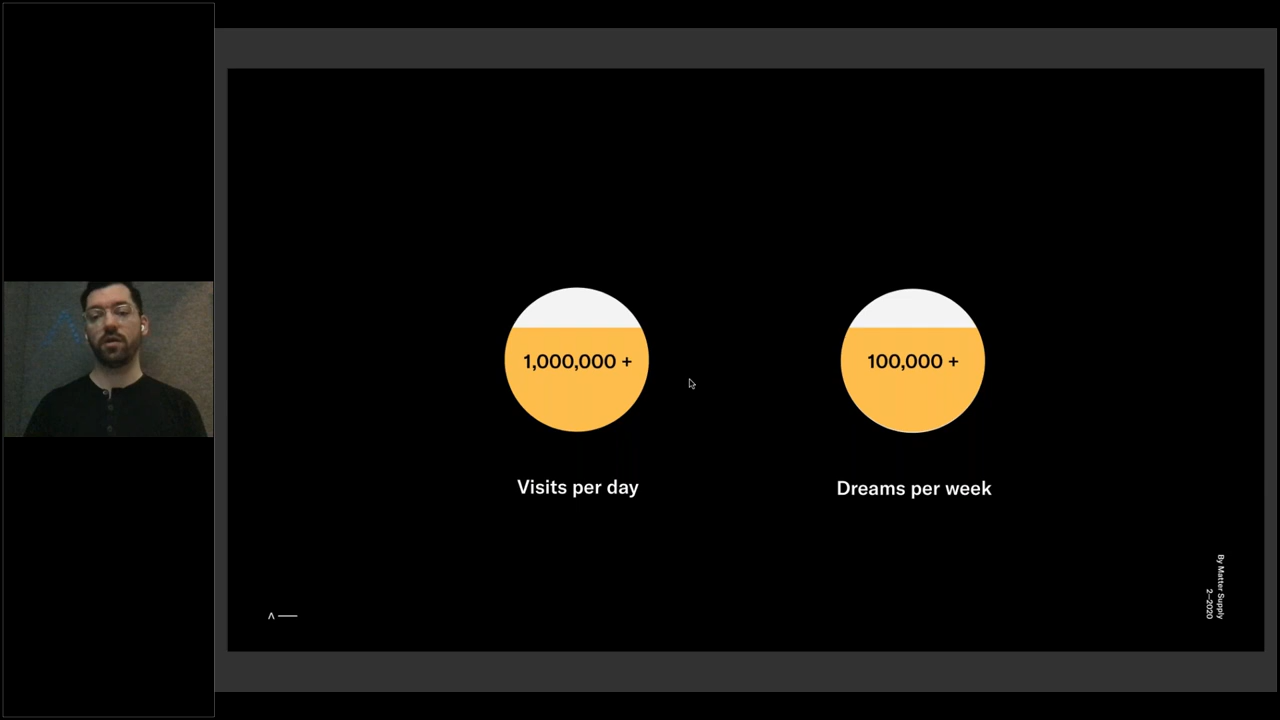 1,000,000 +
100,000 +
Visits per day
Dreams per week
By Matter Supply
2–2020